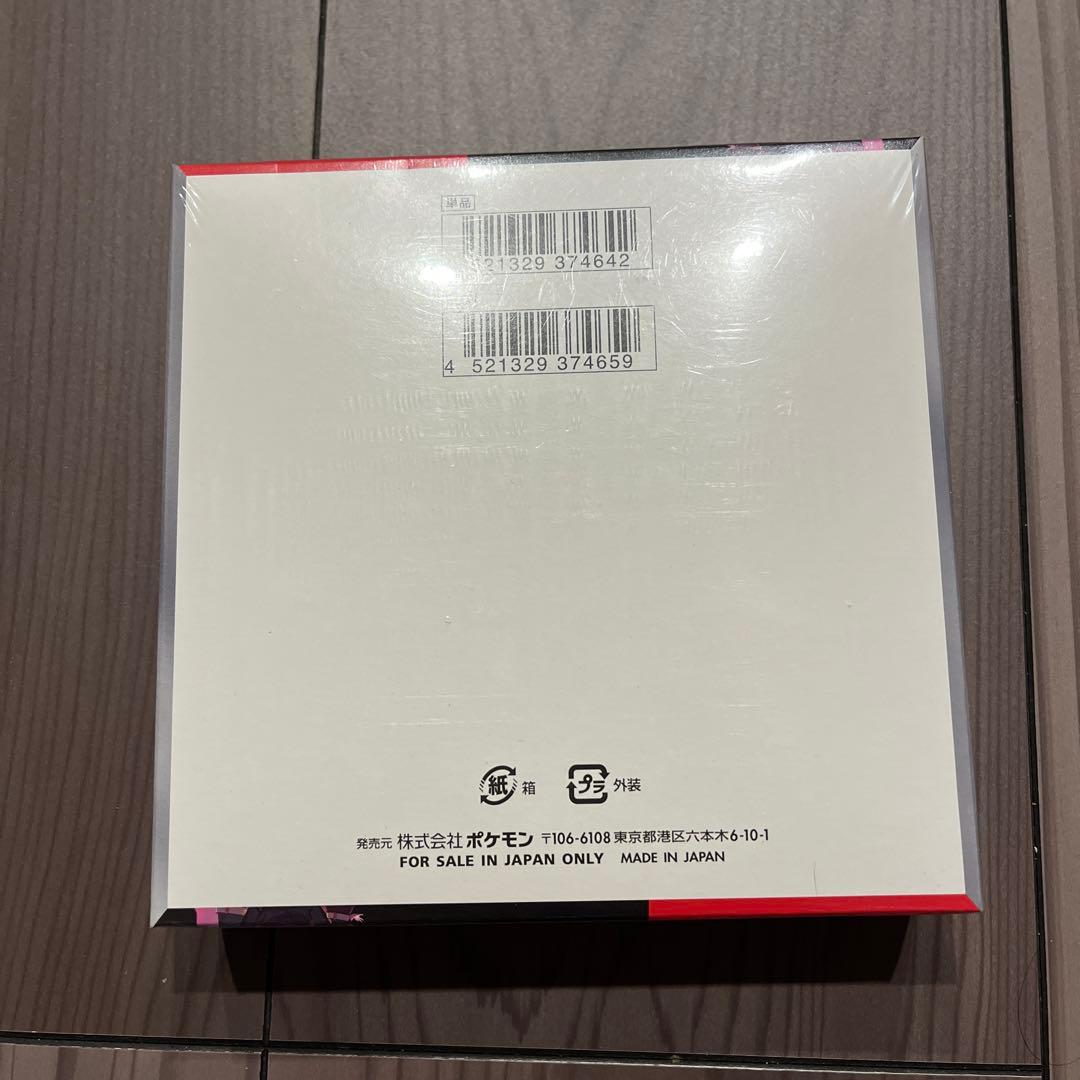 単品
21329 374642
4 521329 374659
紙 箱 プラ 外装
発売元 株式会社 ポケモン 〒106-6108 東京都港区六本木6-10-1
FOR SALE IN JAPAN ONLY MADE IN JAPAN